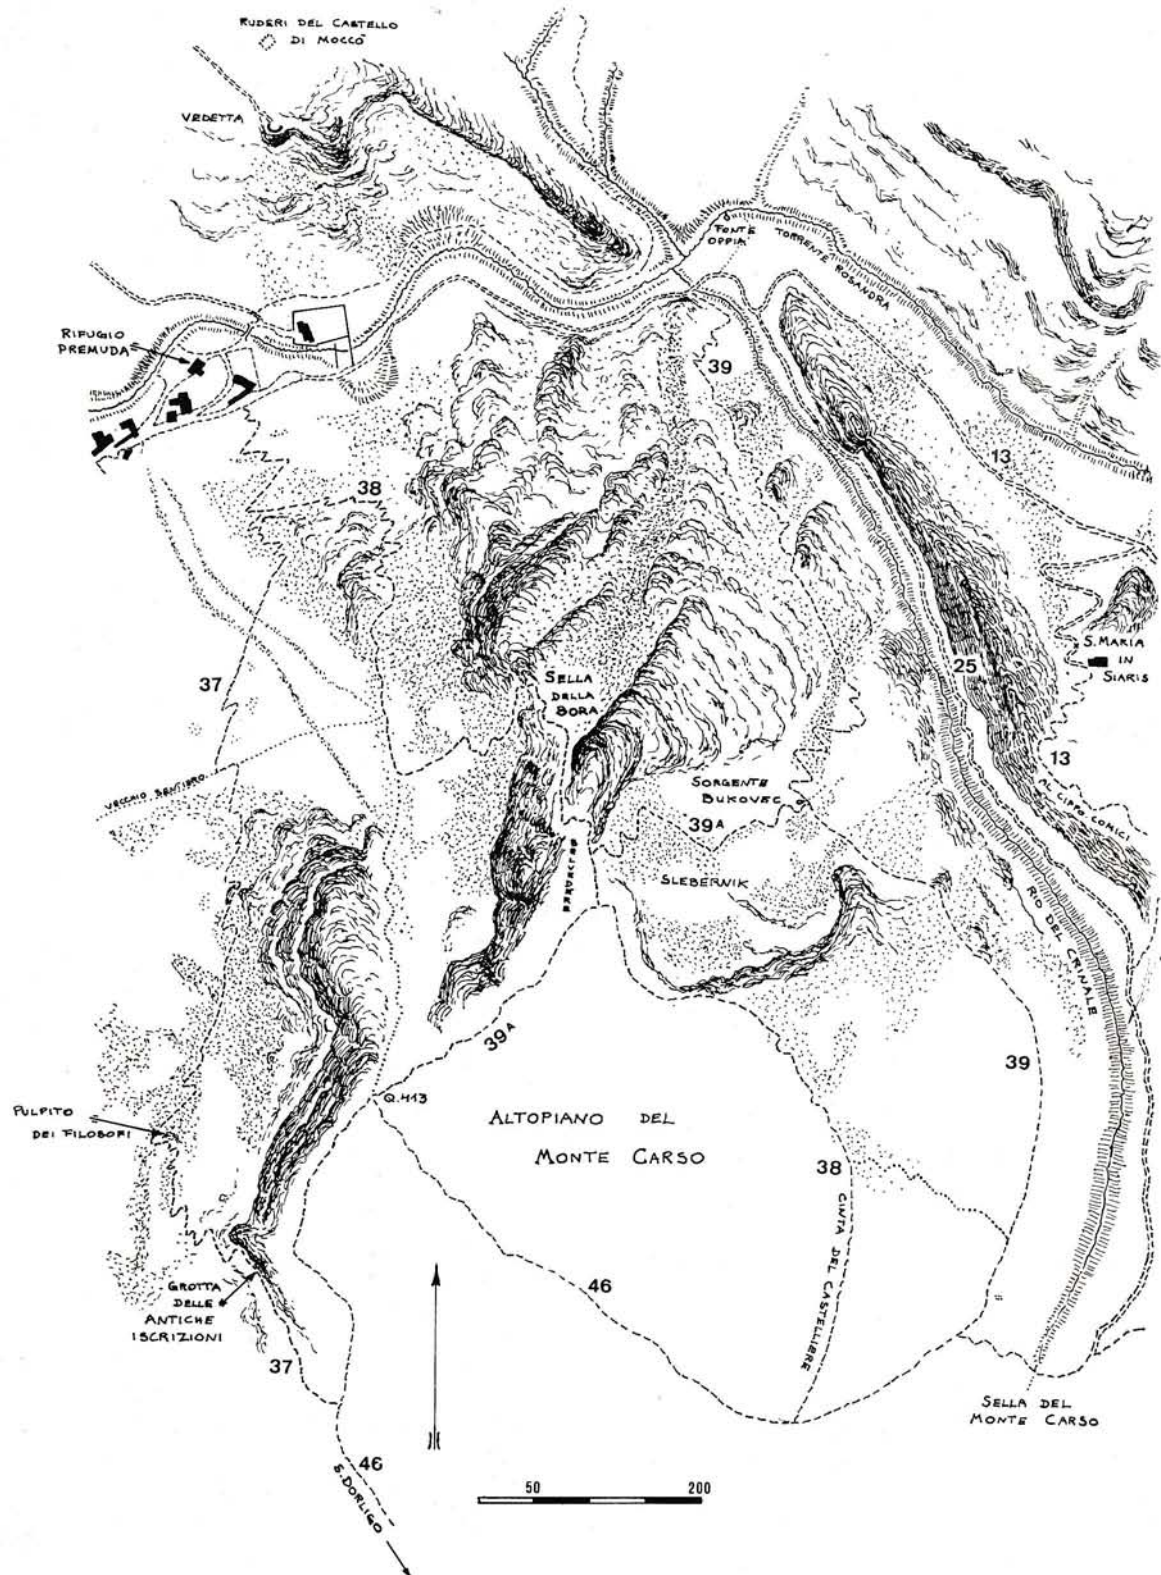 RUDERI DEL CASTELLO
DI MOCCÒ
VEDETTA
FONTE
OPPIA
TORRENTE ROSANDRA
RIFUGIO
PREMUDA
39
13
38
S. MARIA
IN
SIARIS
25
37
SELLA
DELLA
BORA
13
AL CIPPO COMICI
VECCHIO SENTIERO
SORGENTE
BUKOVEC
39A
BELVEDERE
SLEBERNIK
RIO DEL CRINALE
39A
39
Q.413
PULPITO
DEI FILOSOFI
ALTOPIANO DEL
MONTE CARSO
38
CINTA DEL CASTELLIERE
46
GROTTA
DELLE
ANTICHE
ISCRIZIONI
37
SELLA DEL
MONTE CARSO
46
S. DORLIGO
50 200